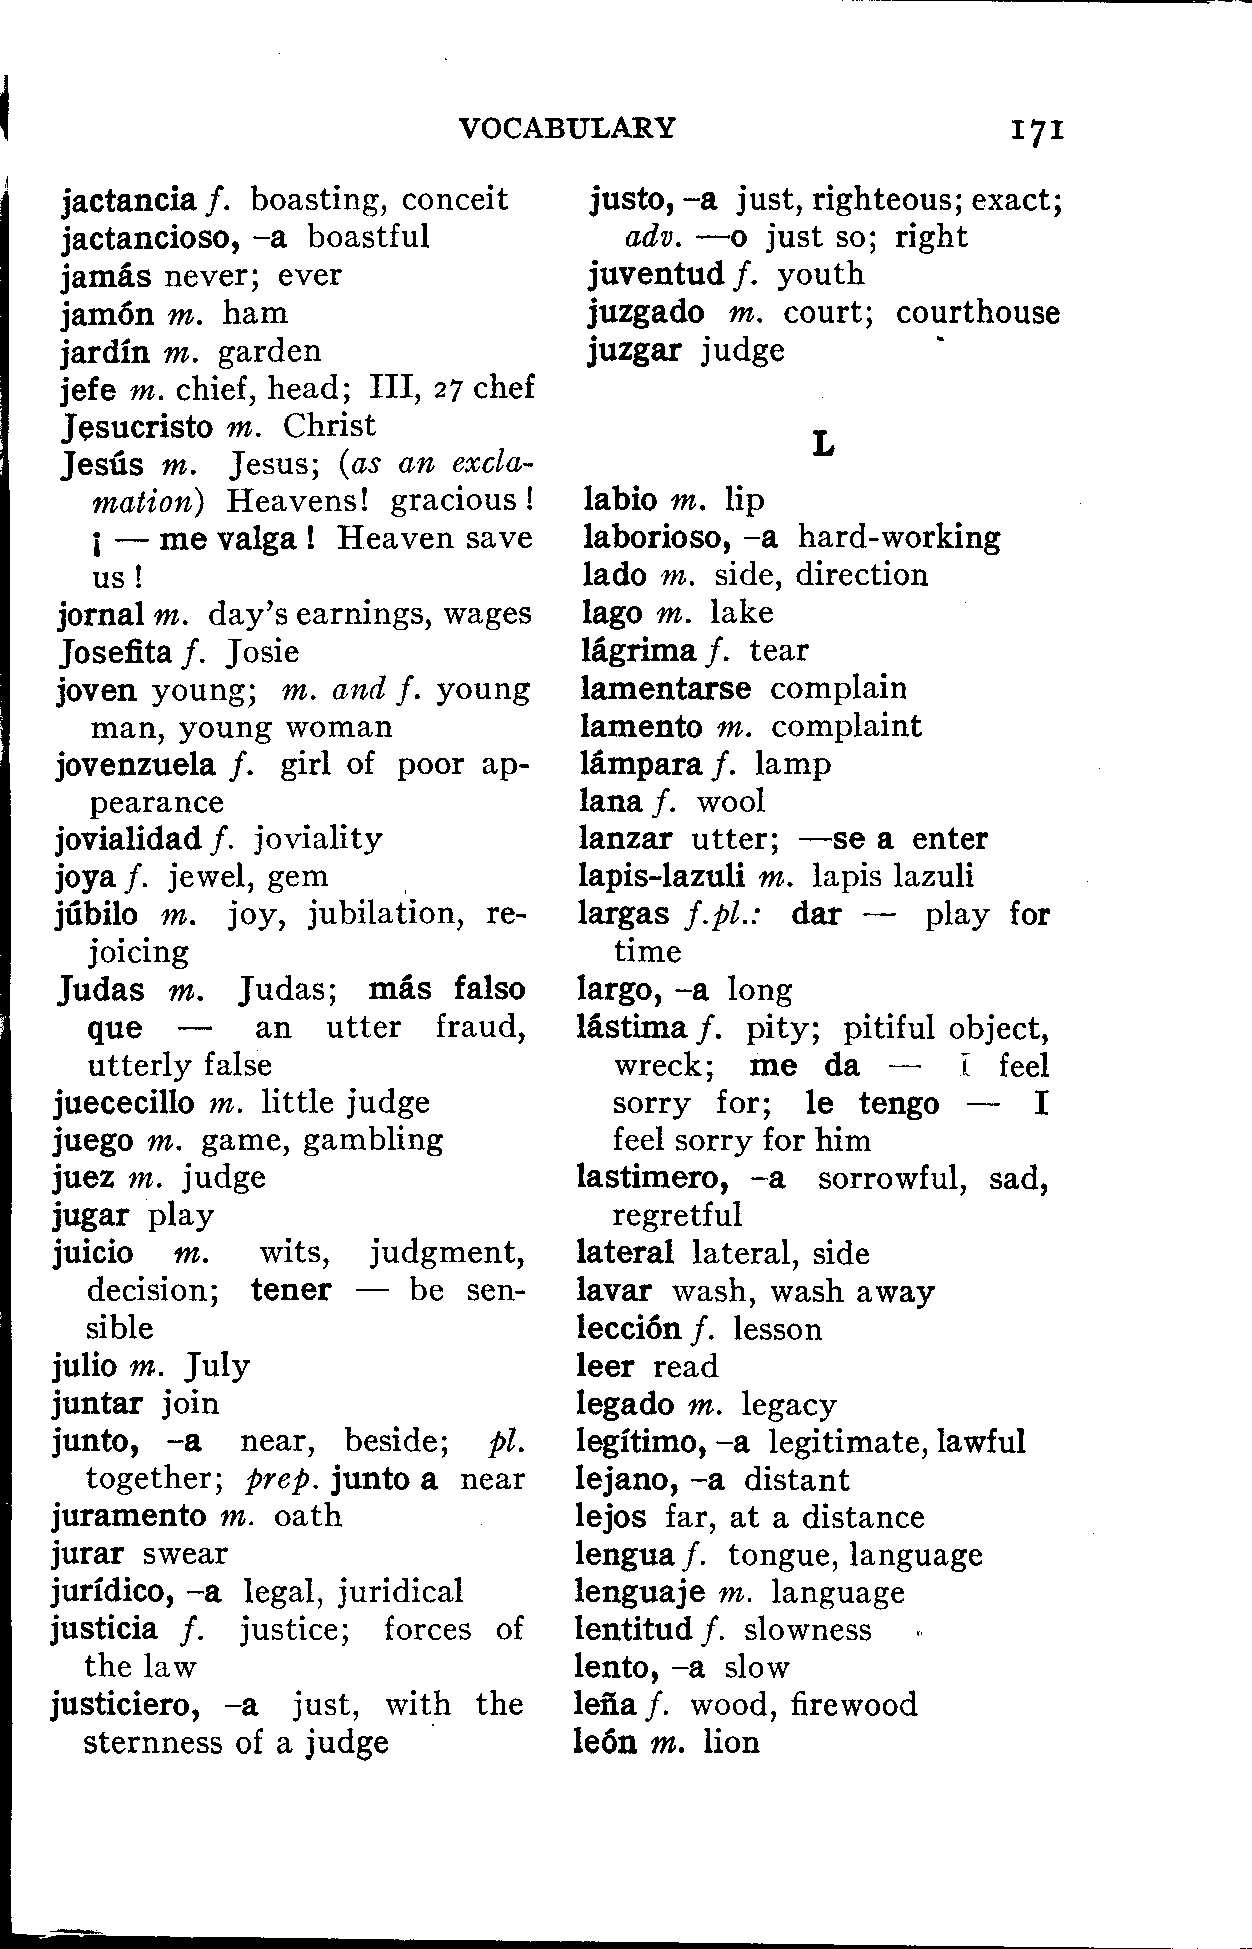 VOCABULARY 171
jactancia f. boasting, conceit
jactancioso, -a boastful
jamás never; ever
jamón m. ham
jardín m. garden
jefe m. chief, head; III, 27 chef
Jesucristo m. Christ
Jesús m. Jesus; (as an excla-
mation) Heavens! gracious!
¡ — me valga! Heaven save
us!
jornal m. day's earnings, wages
Josefita f. Josie
joven young; m. and f. young
man, young woman
jovenzuela f. girl of poor ap-
pearance
jovialidad f. joviality
joya f. jewel, gem
júbilo m. joy, jubilation, re-
joicing
Judas m. Judas; más falso
que — an utter fraud,
utterly false
juececillo m. little judge
juego m. game, gambling
juez m. judge
jugar play
juicio m. wits, judgment,
decision; tener — be sen-
sible
julio m. July
juntar join
junto, -a near, beside; pl.
together; prep. junto a near
juramento m. oath
jurar swear
jurídico, -a legal, juridical
justicia f. justice; forces of
the law
justiciero, -a just, with the
sternness of a judge
justo, -a just, righteous; exact;
adv. —o just so; right
juventud f. youth
juzgado m. court; courthouse
juzgar judge
L
labio m. lip
laborioso, -a hard-working
lado m. side, direction
lago m. lake
lágrima f. tear
lamentarse complain
lamento m. complaint
lámpara f. lamp
lana f. wool
lanzar utter; —se a enter
lapis-lazuli m. lapis lazuli
largas f.pl.: dar — play for
time
largo, -a long
lástima f. pity; pitiful object,
wreck; me da — I feel
sorry for; le tengo — I
feel sorry for him
lastimero, -a sorrowful, sad,
regretful
lateral lateral, side
lavar wash, wash away
lección f. lesson
leer read
legado m. legacy
legítimo, -a legitimate, lawful
lejano, -a distant
lejos far, at a distance
lengua f. tongue, language
lenguaje m. language
lentitud f. slowness
lento, -a slow
leña f. wood, firewood
león m. lion